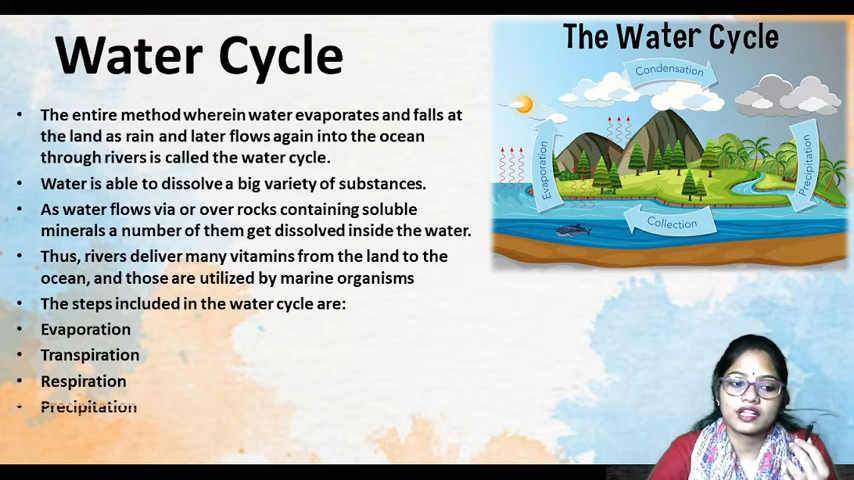 Water Cycle
• The entire method wherein water evaporates and falls at
the land as rain and later flows again into the ocean
through rivers is called the water cycle.
• Water is able to dissolve a big variety of substances.
• As water flows via or over rocks containing soluble
minerals a number of them get dissolved inside the water.
• Thus, rivers deliver many vitamins from the land to the
ocean, and those are utilized by marine organisms
• The steps included in the water cycle are:
• Evaporation
• Transpiration
• Respiration
• Precipitation
The Water Cycle
Condensation
Evaporation
Precipitation
Collection